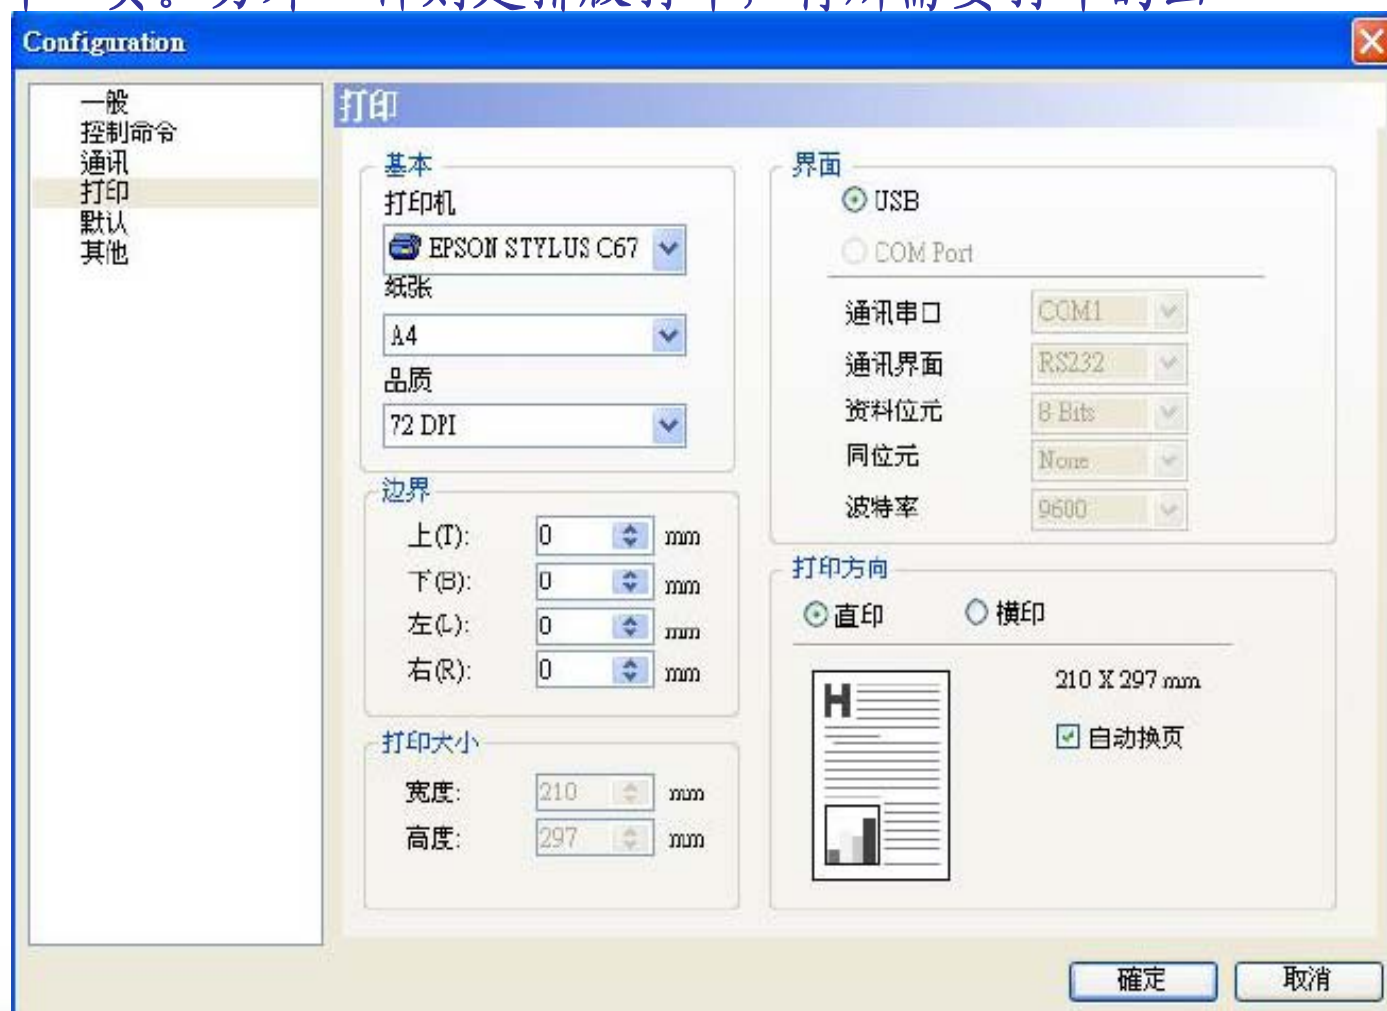 Configuration
一般
控制命令
通讯
打印
默认
其他
打印
基本
打印机
EPSON STYLUS C67
纸张
A4
品质
72 DPI
边界
上(T): 0 mm
下(B): 0 mm
左(L): 0 mm
右(R): 0 mm
打印大小
宽度: 210 mm
高度: 297 mm
界面
USB
COM Port
通讯串口 COM1
通讯界面 RS232
资料位元 8-Bits
同位元 None
波特率 9600
打印方向
直印 横印
H
210 X 297 mm
自动换页
確定 取消